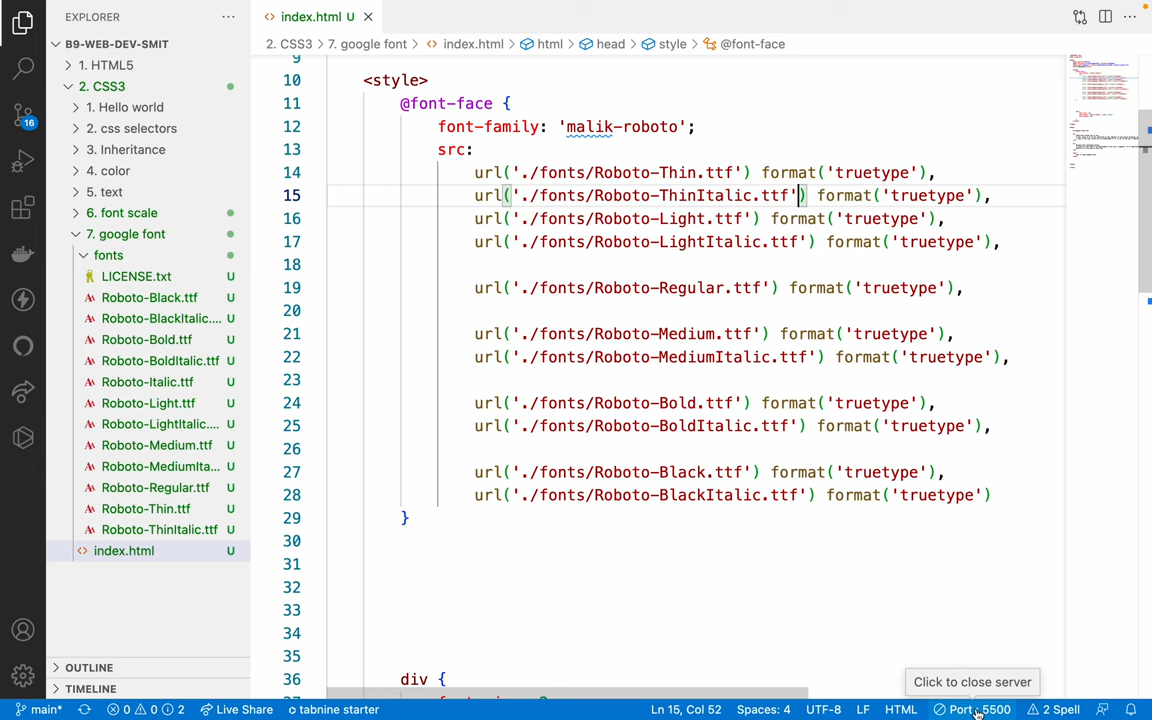 EXPLORER
B9-WEB-DEV-SMIT
1. HTML5
2. CSS3
1. Hello world
2. css selectors
3. Inheritance
4. color
5. text
6. font scale
7. google font
fonts
LICENSE.txt U
Roboto-Black.ttf U
Roboto-BlackItalic.... U
Roboto-Bold.ttf U
Roboto-BoldItalic.ttf U
Roboto-Italic.ttf U
Roboto-Light.ttf U
Roboto-LightItalic.... U
Roboto-Medium.ttf U
Roboto-MediumIta... U
Roboto-Regular.ttf U
Roboto-Thin.ttf U
Roboto-ThinItalic.ttf U
index.html U
OUTLINE
TIMELINE
16
index.html U
2. CSS3 > 7. google font > index.html > html > head > style > @font-face
9
10 <style>
11 @font-face {
12 font-family: 'malik-roboto';
13 src:
14 url('./fonts/Roboto-Thin.ttf') format('truetype'),
15 url('./fonts/Roboto-ThinItalic.ttf') format('truetype'),
16 url('./fonts/Roboto-Light.ttf') format('truetype'),
17 url('./fonts/Roboto-LightItalic.ttf') format('truetype'),
18
19 url('./fonts/Roboto-Regular.ttf') format('truetype'),
20
21 url('./fonts/Roboto-Medium.ttf') format('truetype'),
22 url('./fonts/Roboto-MediumItalic.ttf') format('truetype'),
23
24 url('./fonts/Roboto-Bold.ttf') format('truetype'),
25 url('./fonts/Roboto-BoldItalic.ttf') format('truetype'),
26
27 url('./fonts/Roboto-Black.ttf') format('truetype'),
28 url('./fonts/Roboto-BlackItalic.ttf') format('truetype')
29 }
30
31
32
33
34
35
36 div {
Click to close server
main* 0 0 2 Live Share tabnine starter Ln 15, Col 52 Spaces: 4 UTF-8 LF HTML Port : 5500 2 Spell